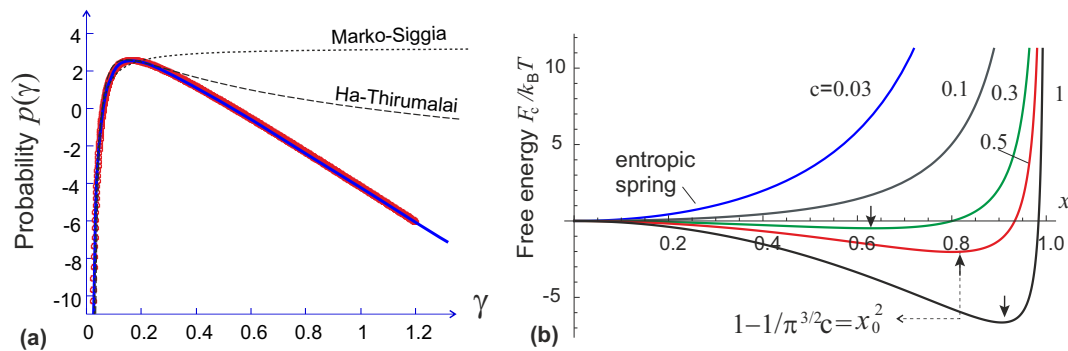 4
2
0
-2
-4
-6
-8
-10
0
0.2
0.4
0.6
0.8
1.0
1.2
γ
Probability p(γ)
Marko-Siggia
Ha-Thirumalai
(a)
10
5
-5
Free energy F_c/k_BT
c=0.03
0.1
0.3
1
0.5
entropic
spring
x
0.2
0.4
0.6
0.8
1.0
1−1/π^{3/2}c=x_0^2
(b)